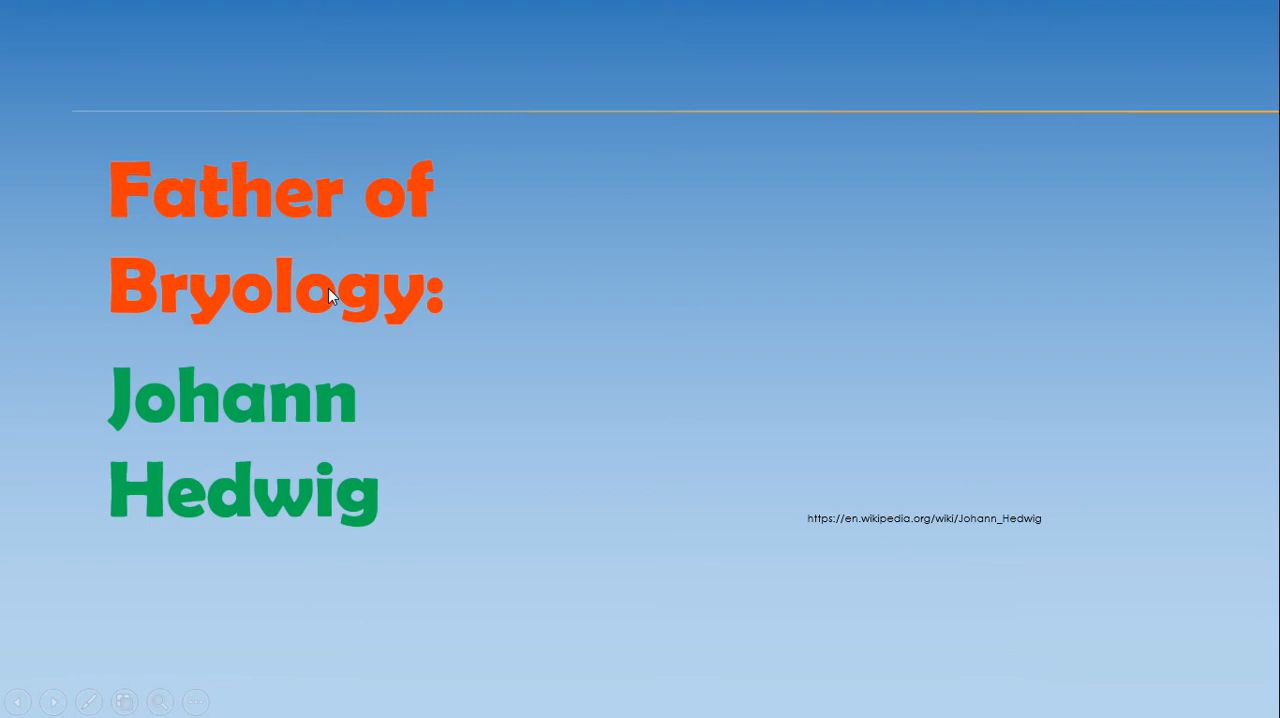 Father of
Bryology:
Johann
Hedwig
https://en.wikipedia.org/wiki/Johann_Hedwig